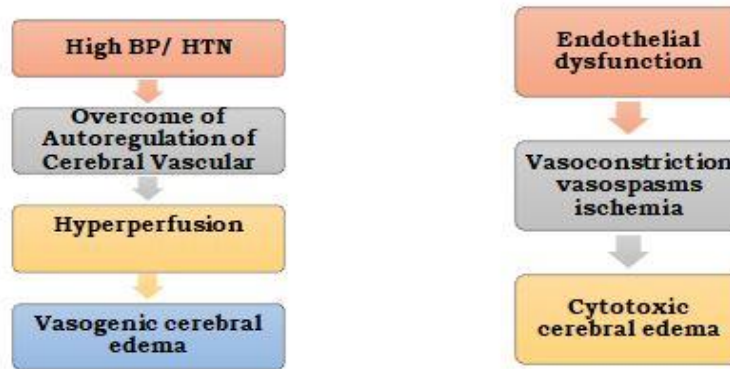 High BP/ HTN
Overcome of
Autoregulation of
Cerebral Vascular
Hyperperfusion
Vasogenic cerebral
edema
Endothelial
dysfunction
Vasoconstriction
vasospasms
ischemia
Cytotoxic
cerebral edema